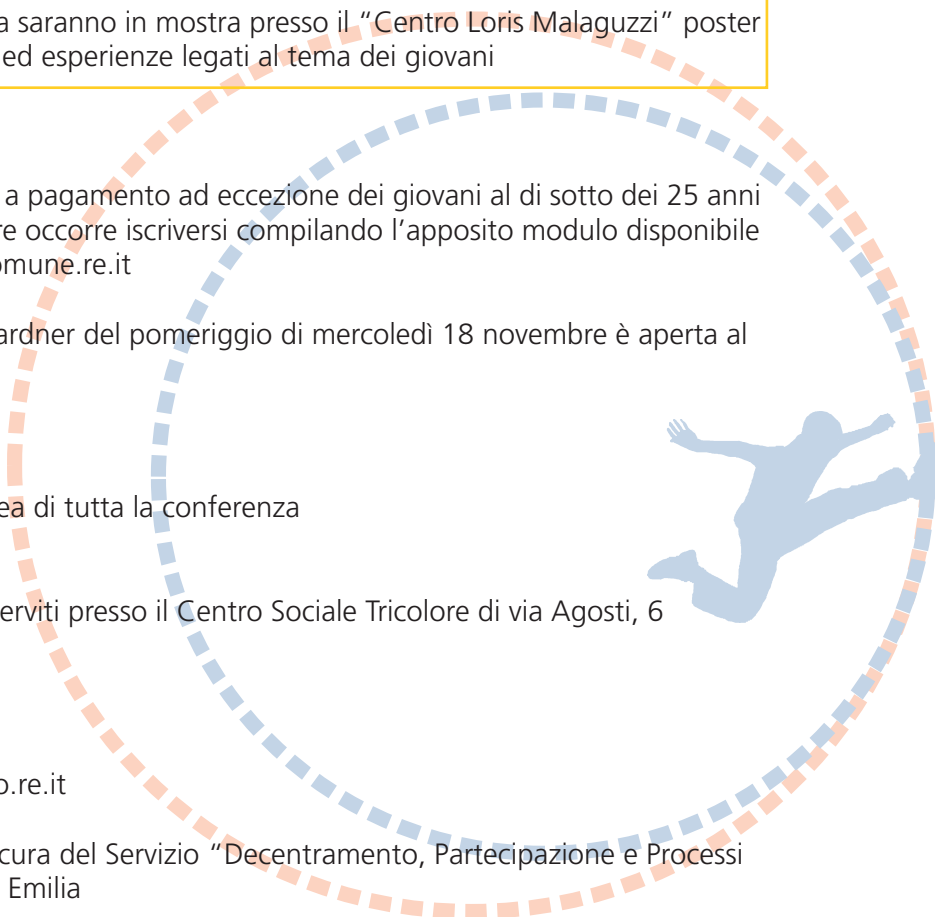 a saranno in mostra presso il “Centro Loris Malaguzzi” poster
ed esperienze legati al tema dei giovani
a pagamento ad eccezione dei giovani al di sotto dei 25 anni
re occorre iscriversi compilando l’apposito modulo disponibile
omune.re.it
ardner del pomeriggio di mercoledì 18 novembre è aperta al
ea di tutta la conferenza
erviti presso il Centro Sociale Tricolore di via Agosti, 6
o.re.it
cura del Servizio “Decentramento, Partecipazione e Processi
Emilia